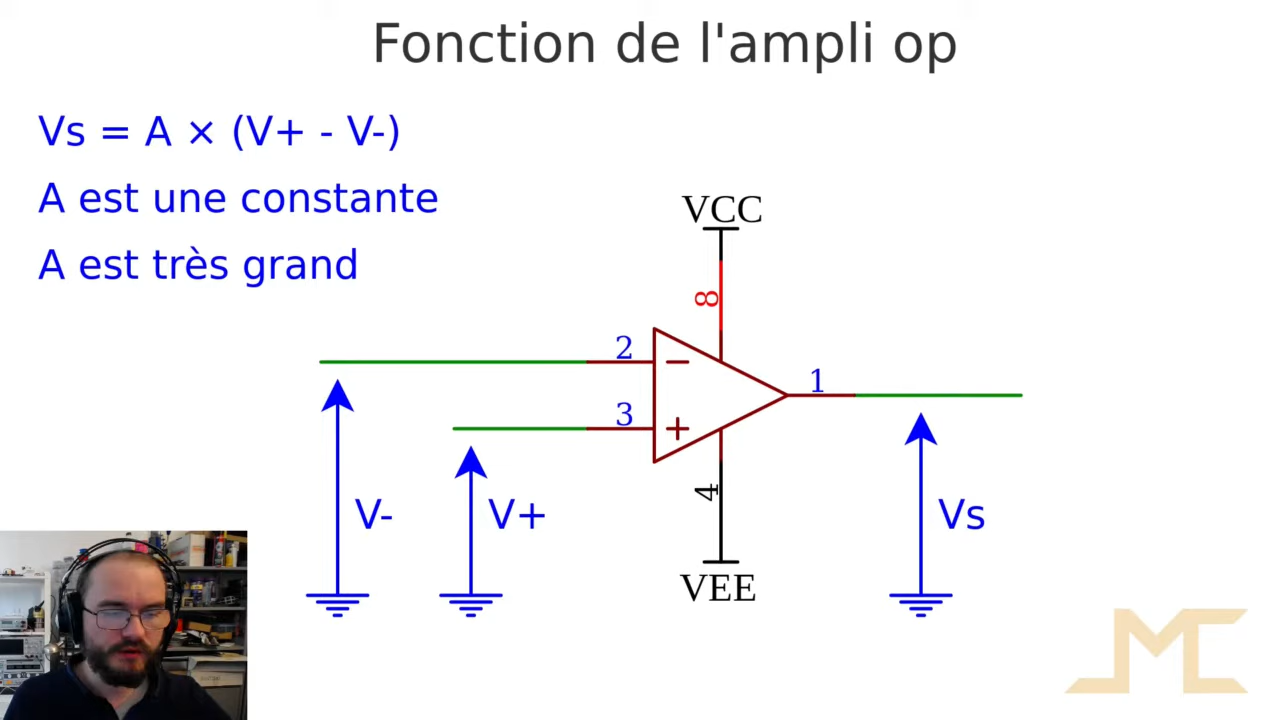 Fonction de l'ampli op
Vs = A × (V+ - V-)
A est une constante
A est très grand
VCC
8
2
−
1
3
+
4
V-
V+
Vs
VEE
MC